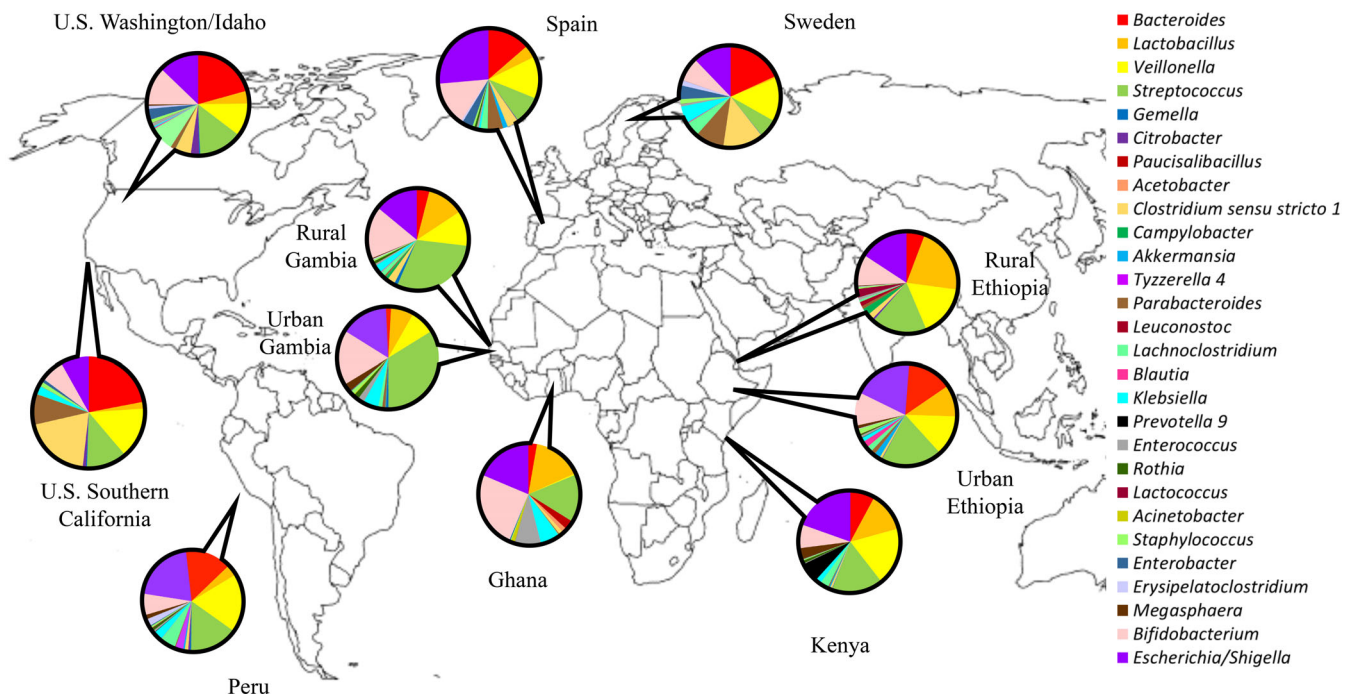 U.S. Washington/Idaho
Spain
Sweden
Rural
Gambia
Urban
Gambia
Rural
Ethiopia
Urban
Ethiopia
U.S. Southern
California
Ghana
Kenya
Peru
Bacteroides
Lactobacillus
Veillonella
Streptococcus
Gemella
Citrobacter
Paucisalibacillus
Acetobacter
Clostridium sensu stricto 1
Campylobacter
Akkermansia
Tyzzerella 4
Parabacteroides
Leuconostoc
Lachnoclostridium
Blautia
Klebsiella
Prevotella 9
Enterococcus
Rothia
Lactococcus
Acinetobacter
Staphylococcus
Enterobacter
Erysipelatoclostridium
Megasphaera
Bifidobacterium
Escherichia/Shigella